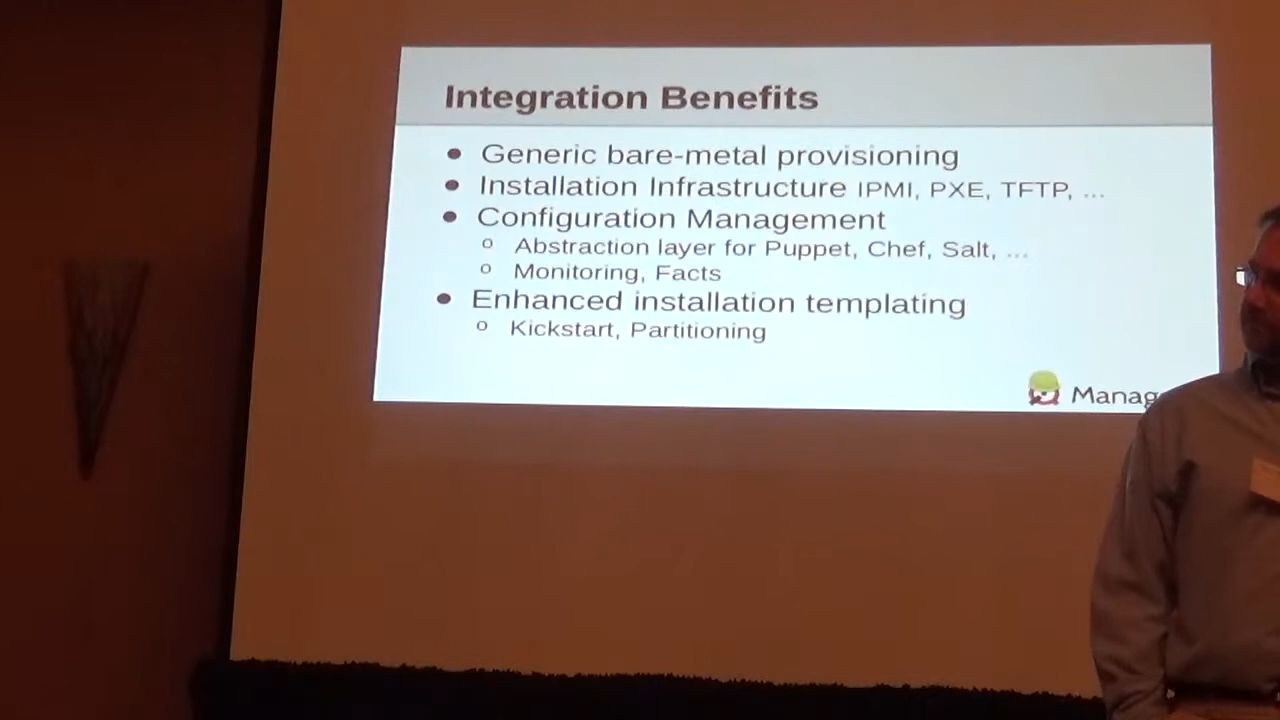 Integration Benefits
● Generic bare-metal provisioning
● Installation Infrastructure IPMI, PXE, TFTP, ...
● Configuration Management
○ Abstraction layer for Puppet, Chef, Salt, ...
○ Monitoring, Facts
● Enhanced installation templating
○ Kickstart, Partitioning
Manag